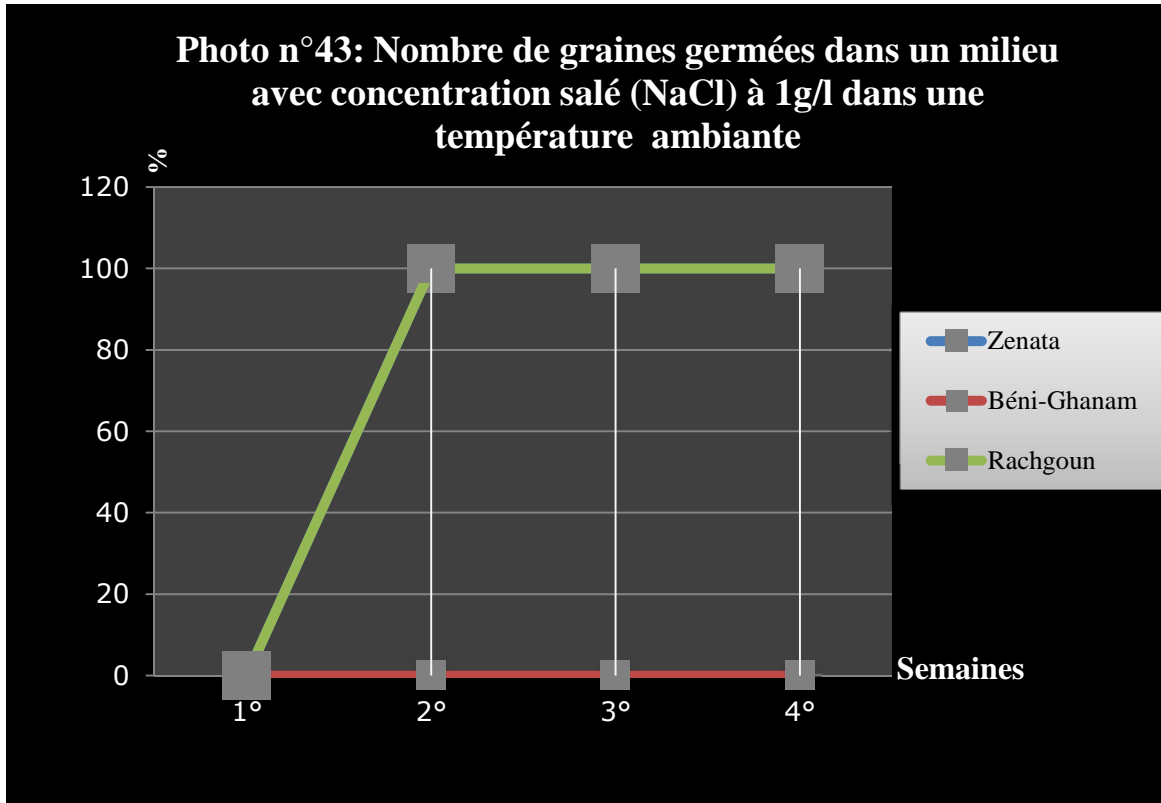 Photo n°43: Nombre de graines germées dans un milieu
avec concentration salé (NaCl) à 1g/l dans une
température ambiante
%
120
100
80
60
40
20
0
1°
2°
3°
4°
Semaines
Zenata
Béni-Ghanam
Rachgoun